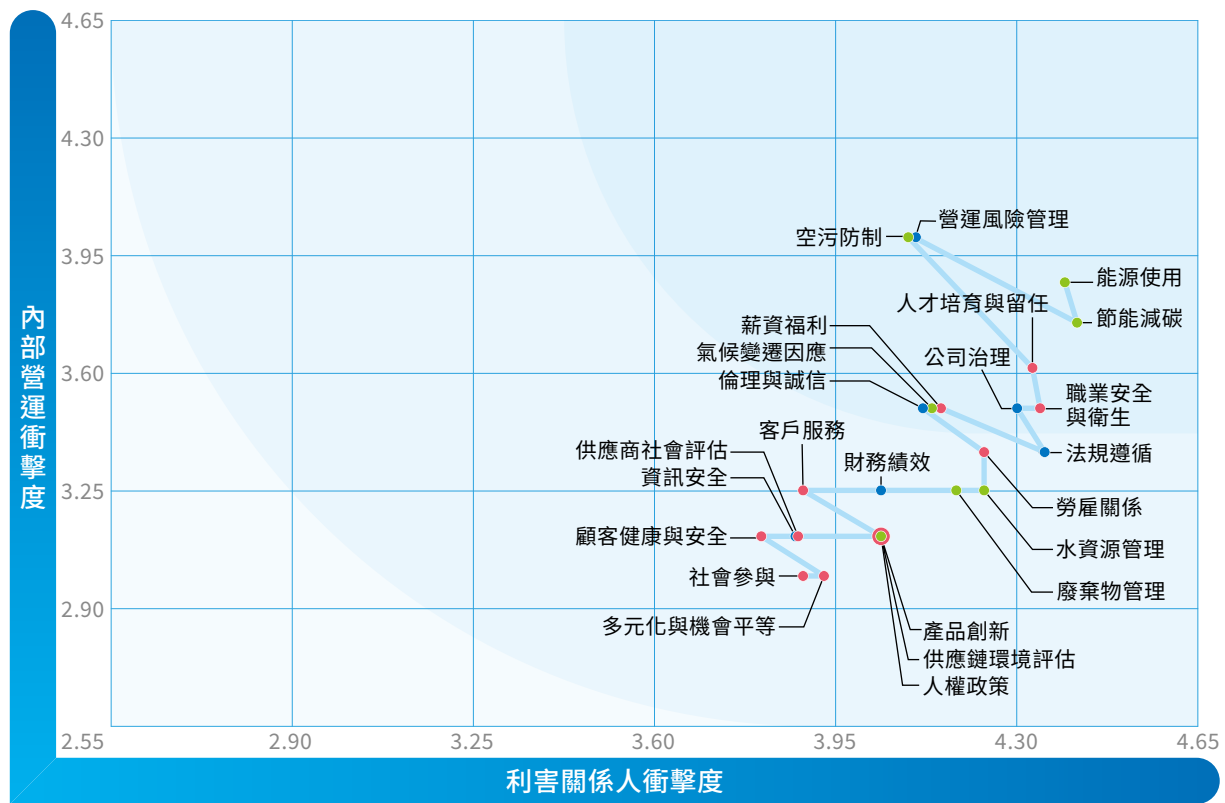 4.65
4.30
3.95
3.60
3.25
2.90
2.55
內部營運衝擊度
營運風險管理
空污防制
能源使用
人才培育與留任
節能減碳
薪資福利
氣候變遷因應
公司治理
倫理與誠信
職業安全
與衛生
客戶服務
供應商社會評估
財務績效
法規遵循
資訊安全
勞雇關係
顧客健康與安全
水資源管理
社會參與
廢棄物管理
多元化與機會平等
產品創新
供應鏈環境評估
人權政策
2.90
3.25
3.60
3.95
4.30
4.65
利害關係人衝擊度